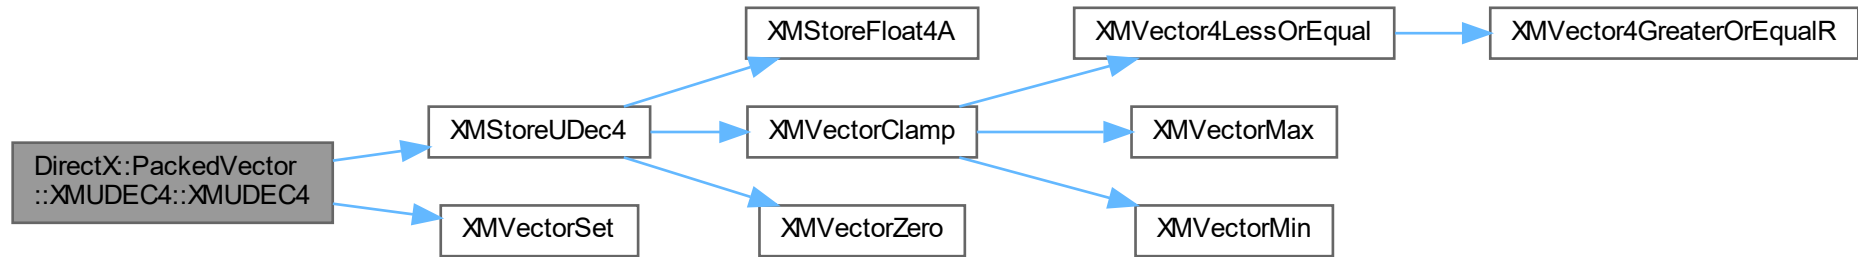 DirectX::PackedVector
::XMUDEC4::XMUDEC4
XMStoreUDec4
XMVectorSet
XMStoreFloat4A
XMVectorClamp
XMVectorZero
XMVector4LessOrEqual
XMVectorMax
XMVectorMin
XMVector4GreaterOrEqualR